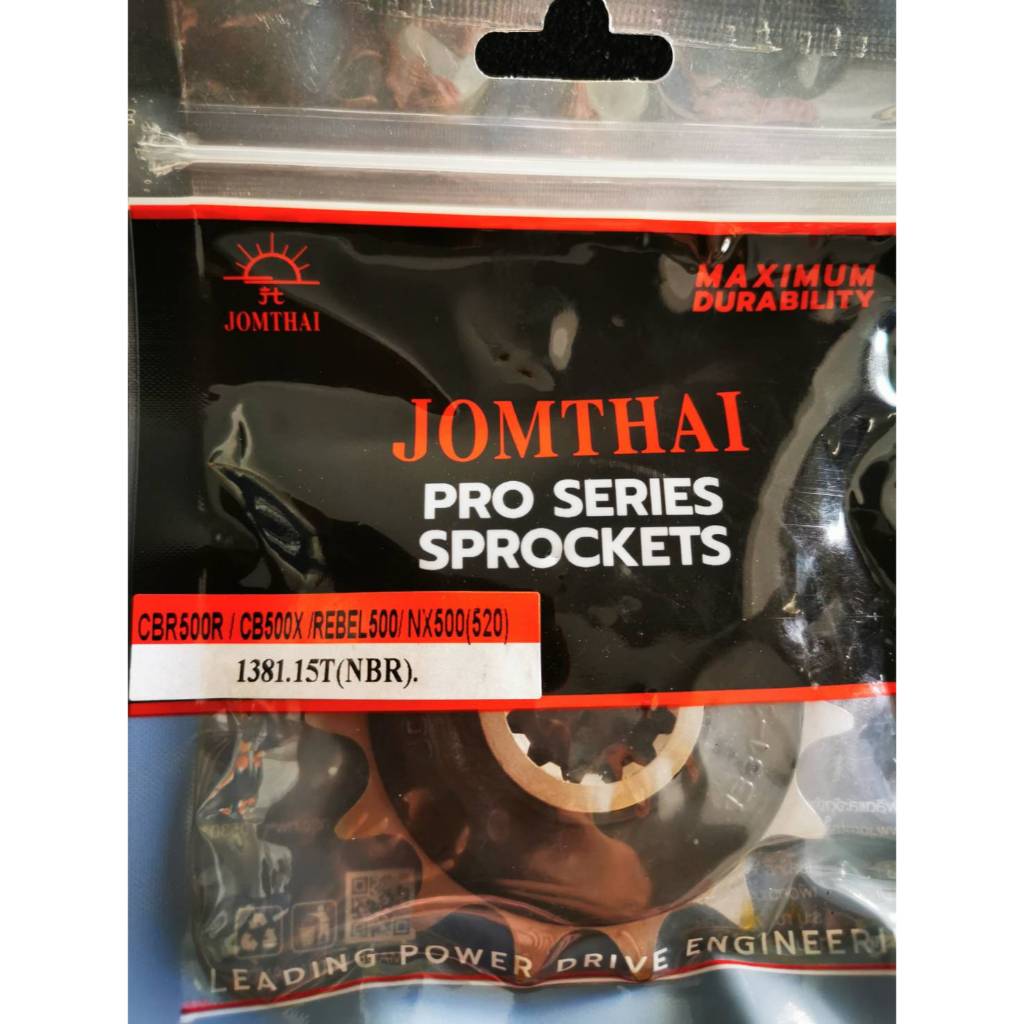 JOMTHAI
MAXIMUM
DURABILITY
JOMTHAI
PRO SERIES
SPROCKETS
CBR500R / CB500X /REBEL500/ NX500(520)
1381.15T(NBR).
1381-
LEADING POWER DRIVE ENGINEERI